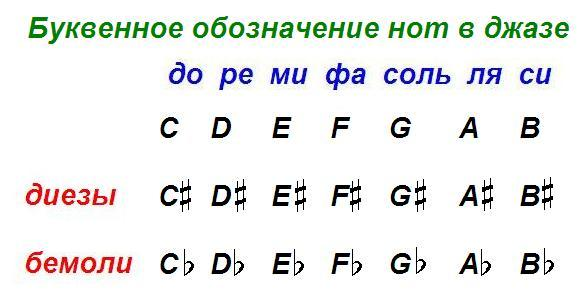 Буквенное обозначение нот в джазе
до ре ми фа соль ля си
C D E F G A B
диезы C♯ D♯ E♯ F♯ G♯ A♯ B♯
бемоли C♭ D♭ E♭ F♭ G♭ A♭ B♭